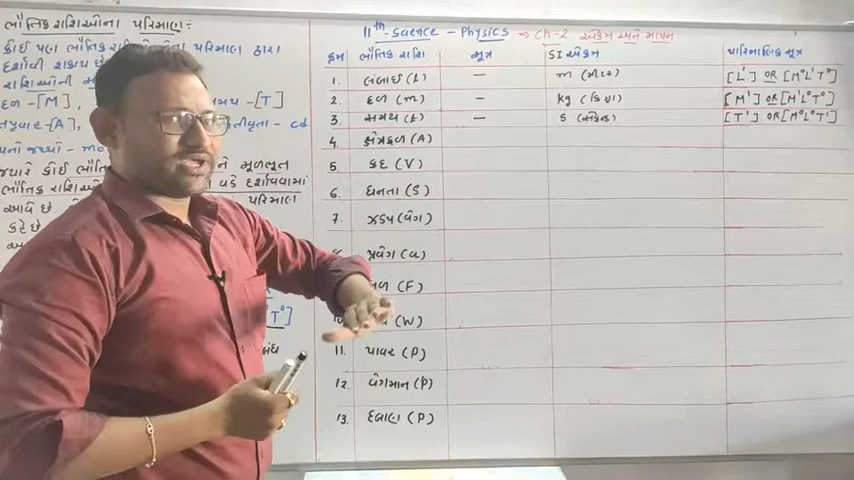 ભૌતિક રાશિઓના પરિમાણ:
કોઈ પણ ભૌતિક
પરિમાણ દ્વારા
દર્શાવી શકાય છે
રાશિઓની
દળ -[M]
સમય -[T]
[A]
cd
જ્યારે કોઈ ભૌતિક
ને મૂળભૂત
ભૌતિક રાશિ
વડે દર્શાવવામાં
આવે છે.
પરિમાણ
કહે છે
11th - Science - Physics ⇒ Ch-2 એકમ અને માપન
ક્રમ ભૌતિક રાશિ સૂત્ર SI એકમ પારિમાણિક સૂત્ર
1. લંબાઈ (l) — m (મીટર) [L¹] OR [M⁰L¹T⁰]
2. દળ (m) — kg (કિગ્રા) [M¹] OR [M¹L⁰T⁰]
3. સમય (t) — s (સેકન્ડ) [T¹] OR [M⁰L⁰T¹]
4. ક્ષેત્રફળ (A)
5. કદ (V)
6. ઘનતા (S)
7. ઝડપ (વેગ)
8. પ્રવેગ (a)
(F)
(W)
11. પાવર (P)
12. વેગમાન (P)
13. દબાણ (P)